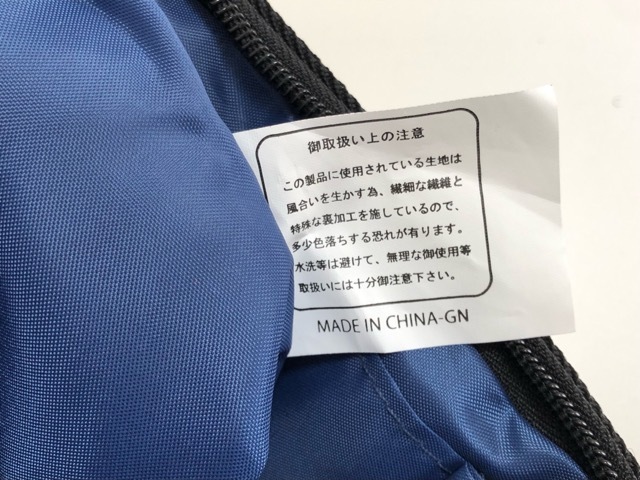 御取扱い上の注意
この製品に使用されている生地は
風合いを生かす為、繊細な繊維と
特殊な裏加工を施しているので、
多少色落ちする恐れが有ります。
水洗等は避けて、無理な御使用等
取扱いには十分御注意下さい。
MADE IN CHINA-GN